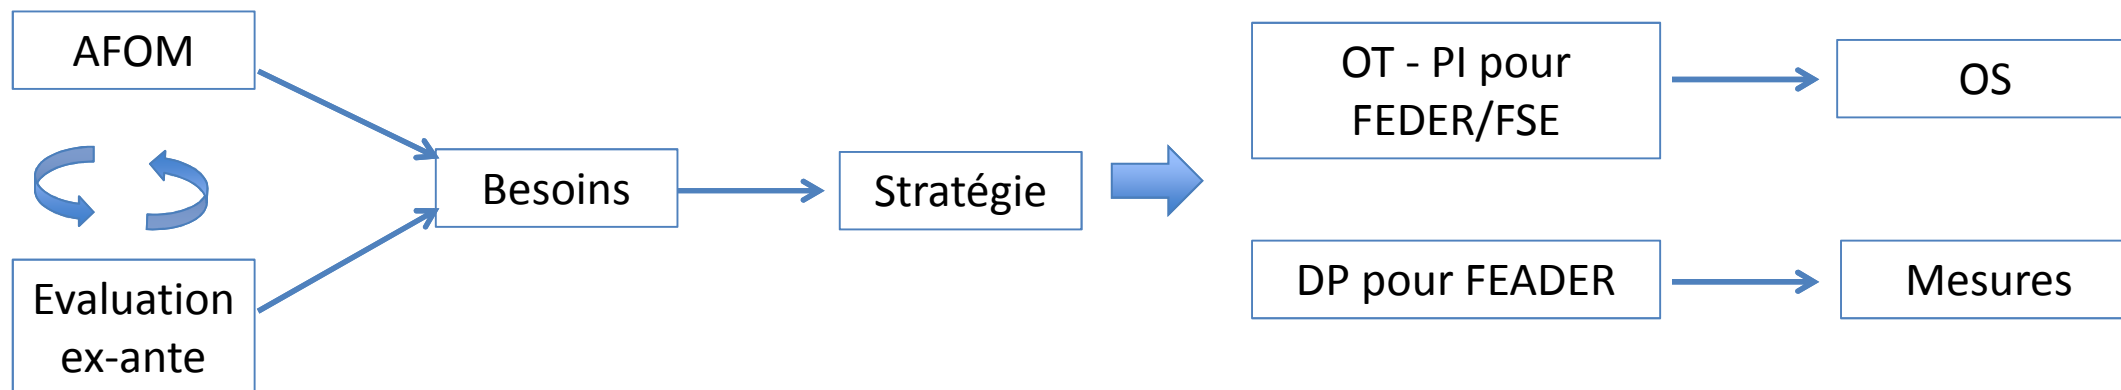 AFOM
Evaluation
ex-ante
Besoins
Stratégie
OT - PI pour
FEDER/FSE
OS
DP pour FEADER
Mesures